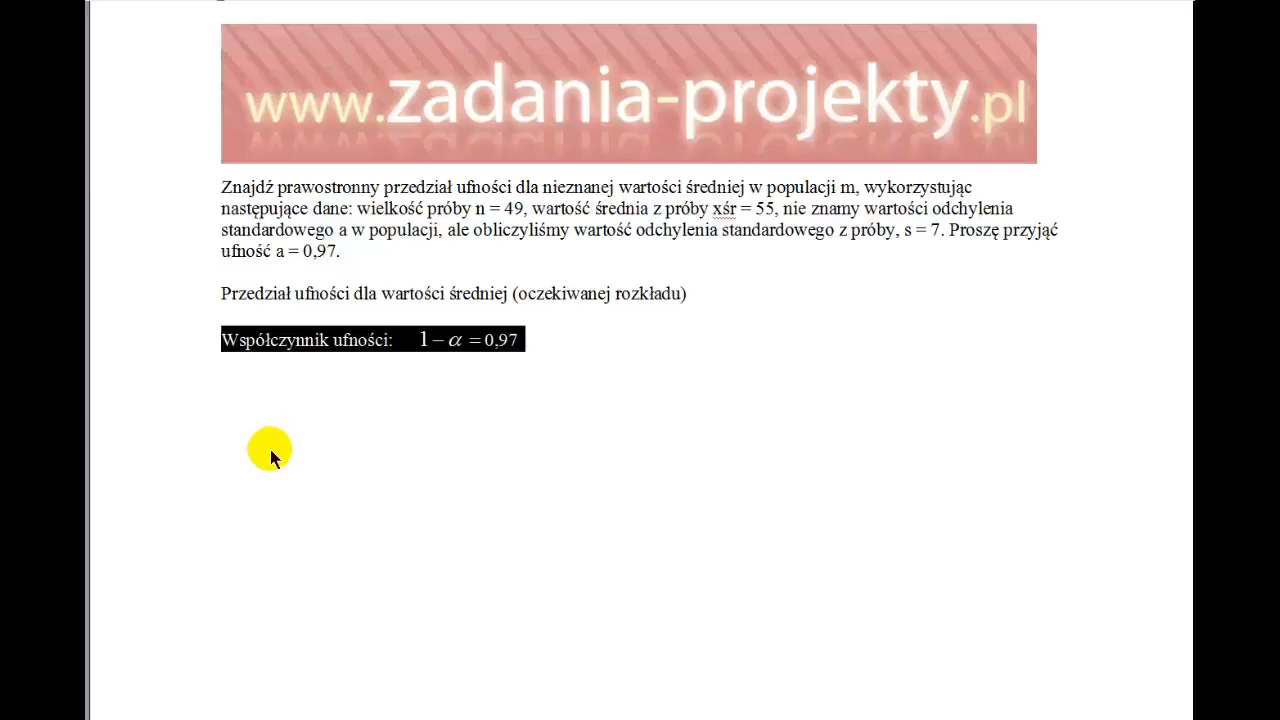 www.zadania-projekty.pl
Znajdź prawostronny przedział ufności dla nieznanej wartości średniej w populacji m, wykorzystując
następujące dane: wielkość próby n = 49, wartość średnia z próby xśr = 55, nie znamy wartości odchylenia
standardowego a w populacji, ale obliczyliśmy wartość odchylenia standardowego z próby, s = 7. Proszę przyjąć
ufność a = 0,97.
Przedział ufności dla wartości średniej (oczekiwanej rozkładu)
Współczynnik ufności: 1 − α = 0,97